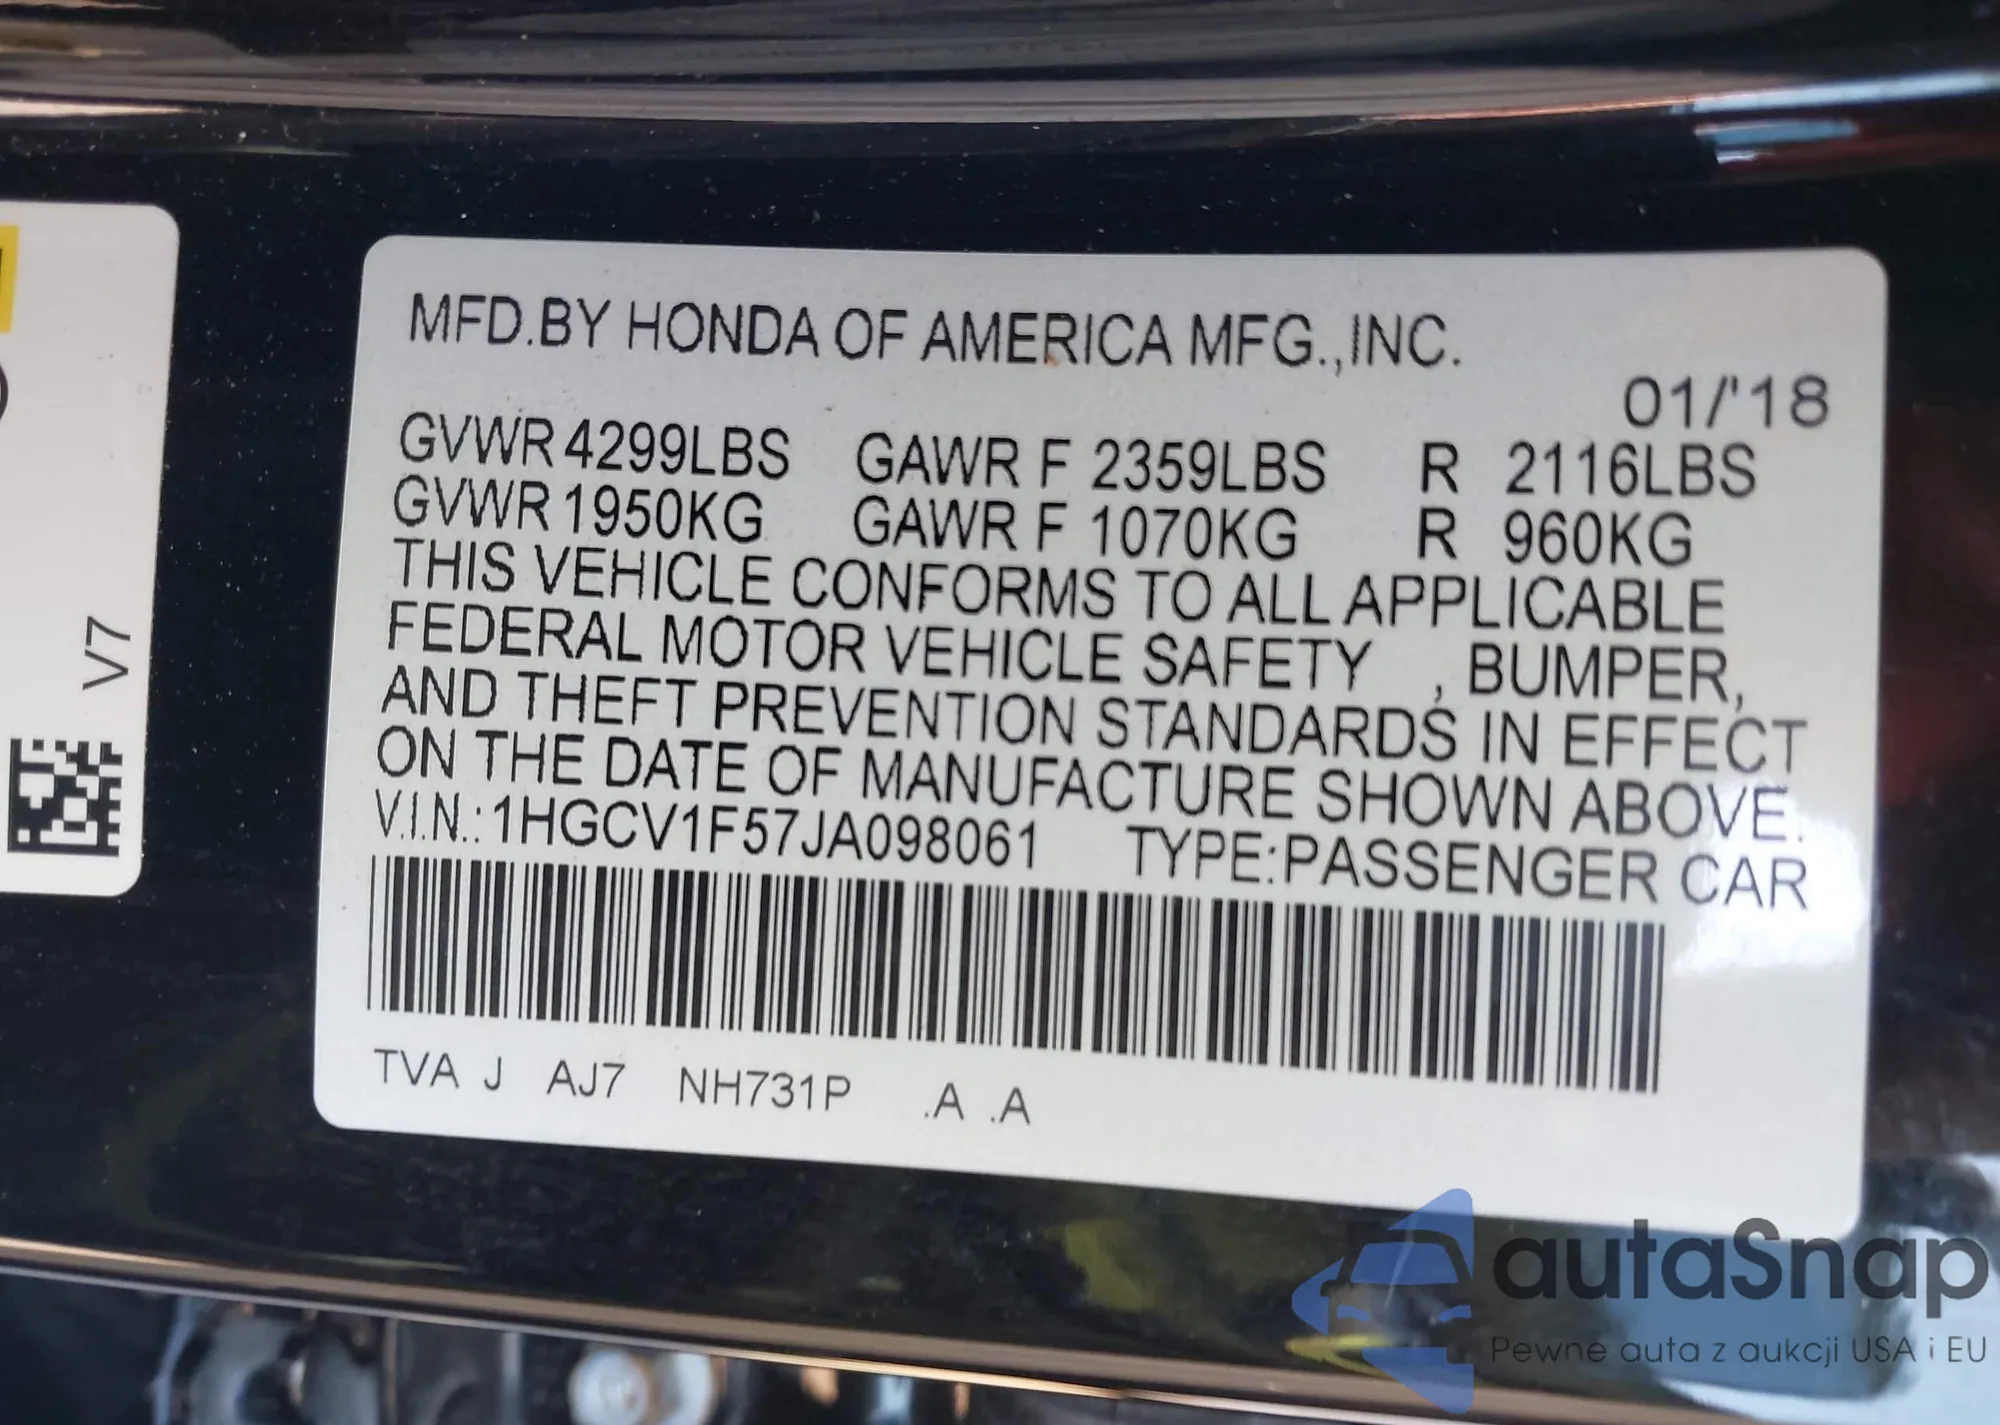 MFD.BY HONDA OF AMERICA MFG.,INC.
01/'18
GVWR 4299LBS GAWR F 2359LBS R 2116LBS
GVWR 1950KG GAWR F 1070KG R 960KG
THIS VEHICLE CONFORMS TO ALL APPLICABLE
FEDERAL MOTOR VEHICLE SAFETY , BUMPER,
AND THEFT PREVENTION STANDARDS IN EFFECT
ON THE DATE OF MANUFACTURE SHOWN ABOVE.
V.I.N.: 1HGCV1F57JA098061 TYPE:PASSENGER CAR
TVA J AJ7 NH731P .A .A
V7
autaSnap
Pewne auta z aukcji USA i EU